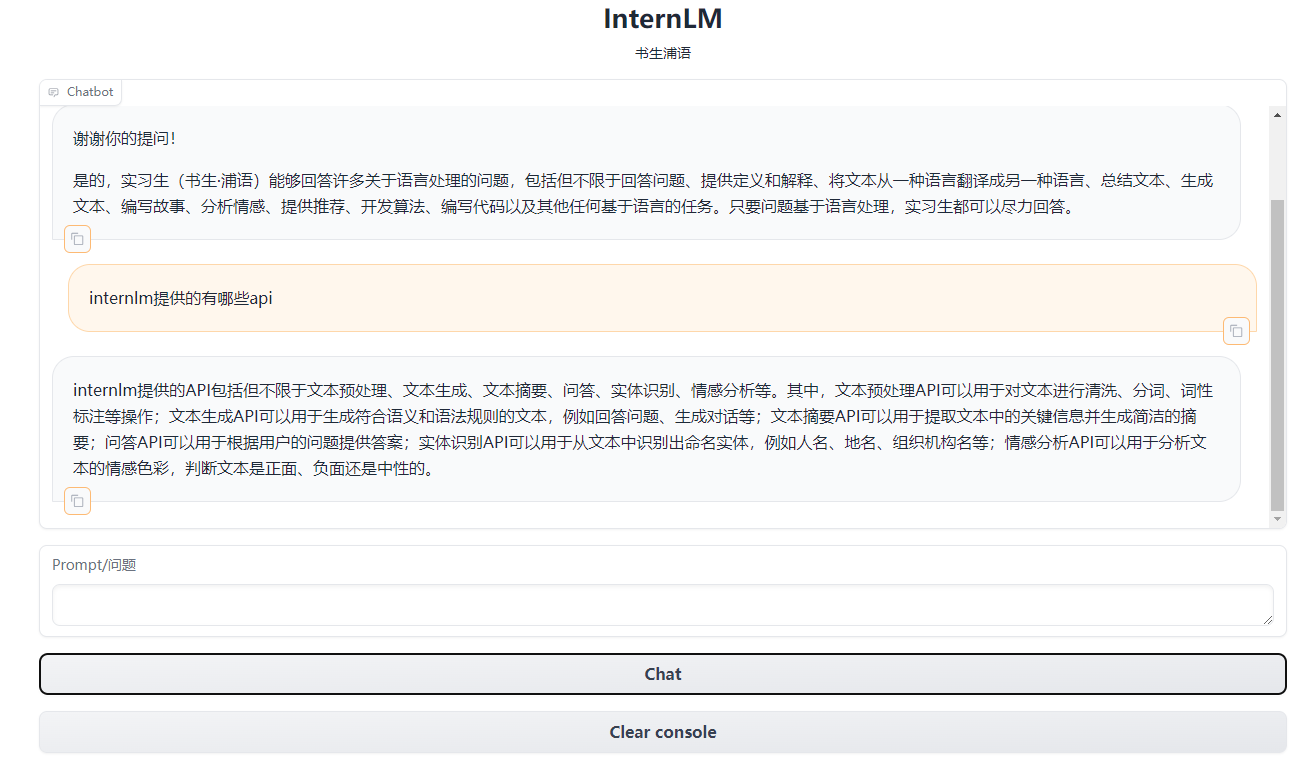 InternLM
书生浦语
Chatbot
谢谢你的提问！
是的，实习生（书生·浦语）能够回答许多关于语言处理的问题，包括但不限于回答问题、提供定义和解释、将文本从一种语言翻译成另一种语言、总结文本、生成
文本、编写故事、分析情感、提供推荐、开发算法、编写代码以及其他任何基于语言的任务。只要问题基于语言处理，实习生都可以尽力回答。
internlm提供的有哪些api
internlm提供的API包括但不限于文本预处理、文本生成、文本摘要、问答、实体识别、情感分析等。其中，文本预处理API可以用于对文本进行清洗、分词、词性
标注等操作；文本生成API可以用于生成符合语义和语法规则的文本，例如回答问题、生成对话等；文本摘要API可以用于提取文本中的关键信息并生成简洁的摘
要；问答API可以用于根据用户的问题提供答案；实体识别API可以用于从文本中识别出命名实体，例如人名、地名、组织机构名等；情感分析API可以用于分析文
本的情感色彩，判断文本是正面、负面还是中性的。
Prompt/问题
Chat
Clear console